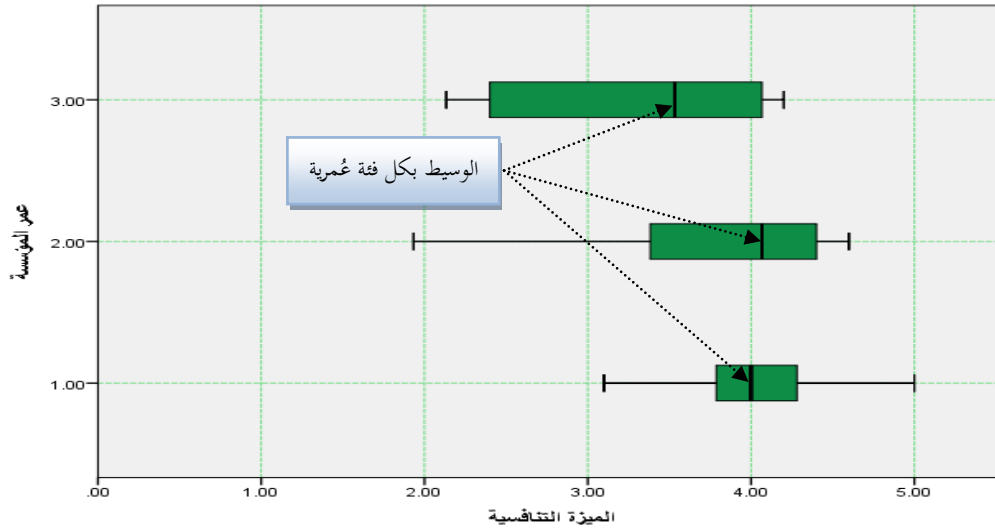 3.00
الوسيط بكل فئة عُمرية
2.00
عمر المؤسسة
1.00
.00 1.00 2.00 3.00 4.00 5.00
الميزة التنافسية